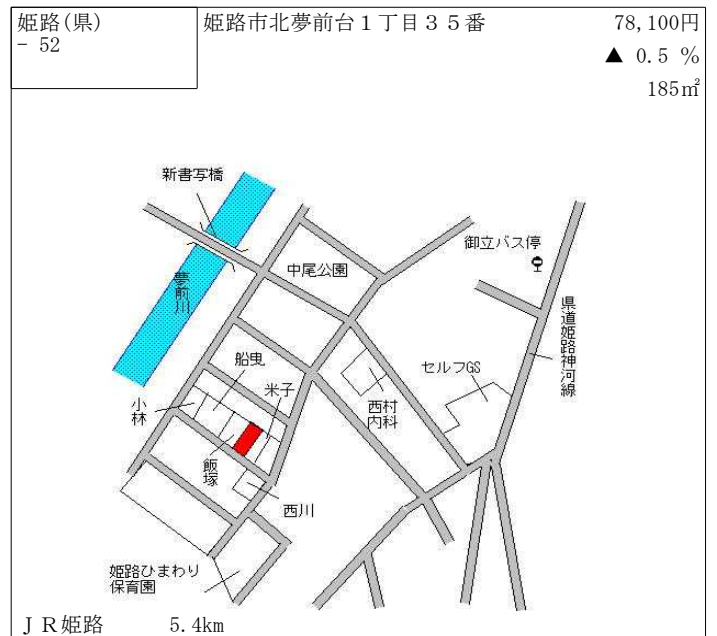 姫路(県)
- 52
姫路市北夢前台１丁目３５番
78,100円
▲ 0.5 %
185㎡
新書写橋
夢前川
中尾公園
御立バス停
県道姫路神河線
船曳
米子
小林
飯塚
西村
内科
セルフGS
西川
姫路ひまわり
保育園
ＪＲ姫路 5.4km